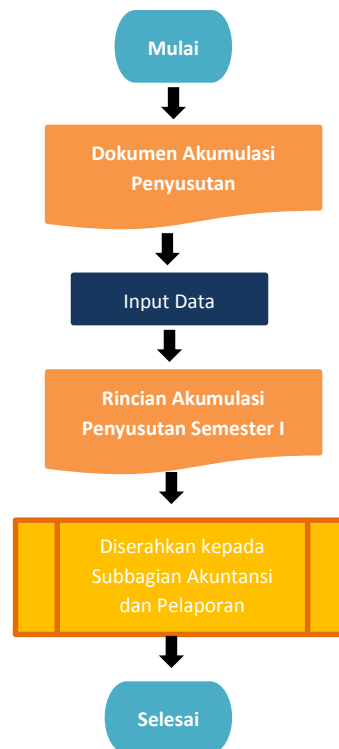 Mulai
Dokumen Akumulasi
Penyusutan
Input Data
Rincian Akumulasi
Penyusutan Semester I
Diserahkan kepada
Subbagian Akuntansi
dan Pelaporan
Selesai